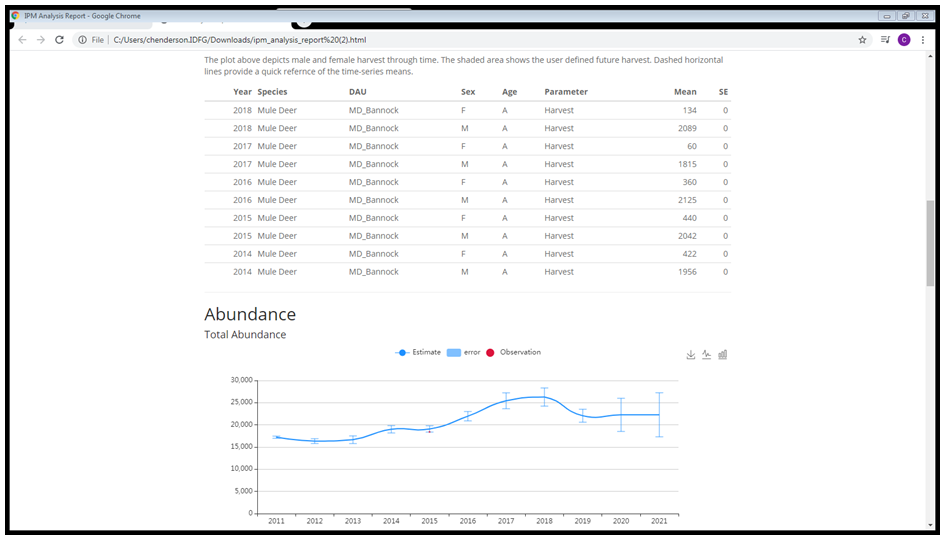 IPM Analysis Report - Google Chrome
File | C:/Users/chenderson.IDFG/Downloads/ipm_analysis_report%20(2).html
C
The plot above depicts male and female harvest through time. The shaded area shows the user defined future harvest. Dashed horizontal
lines provide a quick refernce of the time-series means.
Year Species DAU Sex Age Parameter Mean SE
2018 Mule Deer MD_Bannock F A Harvest 134 0
2018 Mule Deer MD_Bannock M A Harvest 2089 0
2017 Mule Deer MD_Bannock F A Harvest 60 0
2017 Mule Deer MD_Bannock M A Harvest 1815 0
2016 Mule Deer MD_Bannock F A Harvest 360 0
2016 Mule Deer MD_Bannock M A Harvest 2125 0
2015 Mule Deer MD_Bannock F A Harvest 440 0
2015 Mule Deer MD_Bannock M A Harvest 2042 0
2014 Mule Deer MD_Bannock F A Harvest 422 0
2014 Mule Deer MD_Bannock M A Harvest 1956 0
Abundance
Total Abundance
Estimate error Observation
30,000
25,000
20,000
15,000
10,000
5,000
0
2011 2012 2013 2014 2015 2016 2017 2018 2019 2020 2021